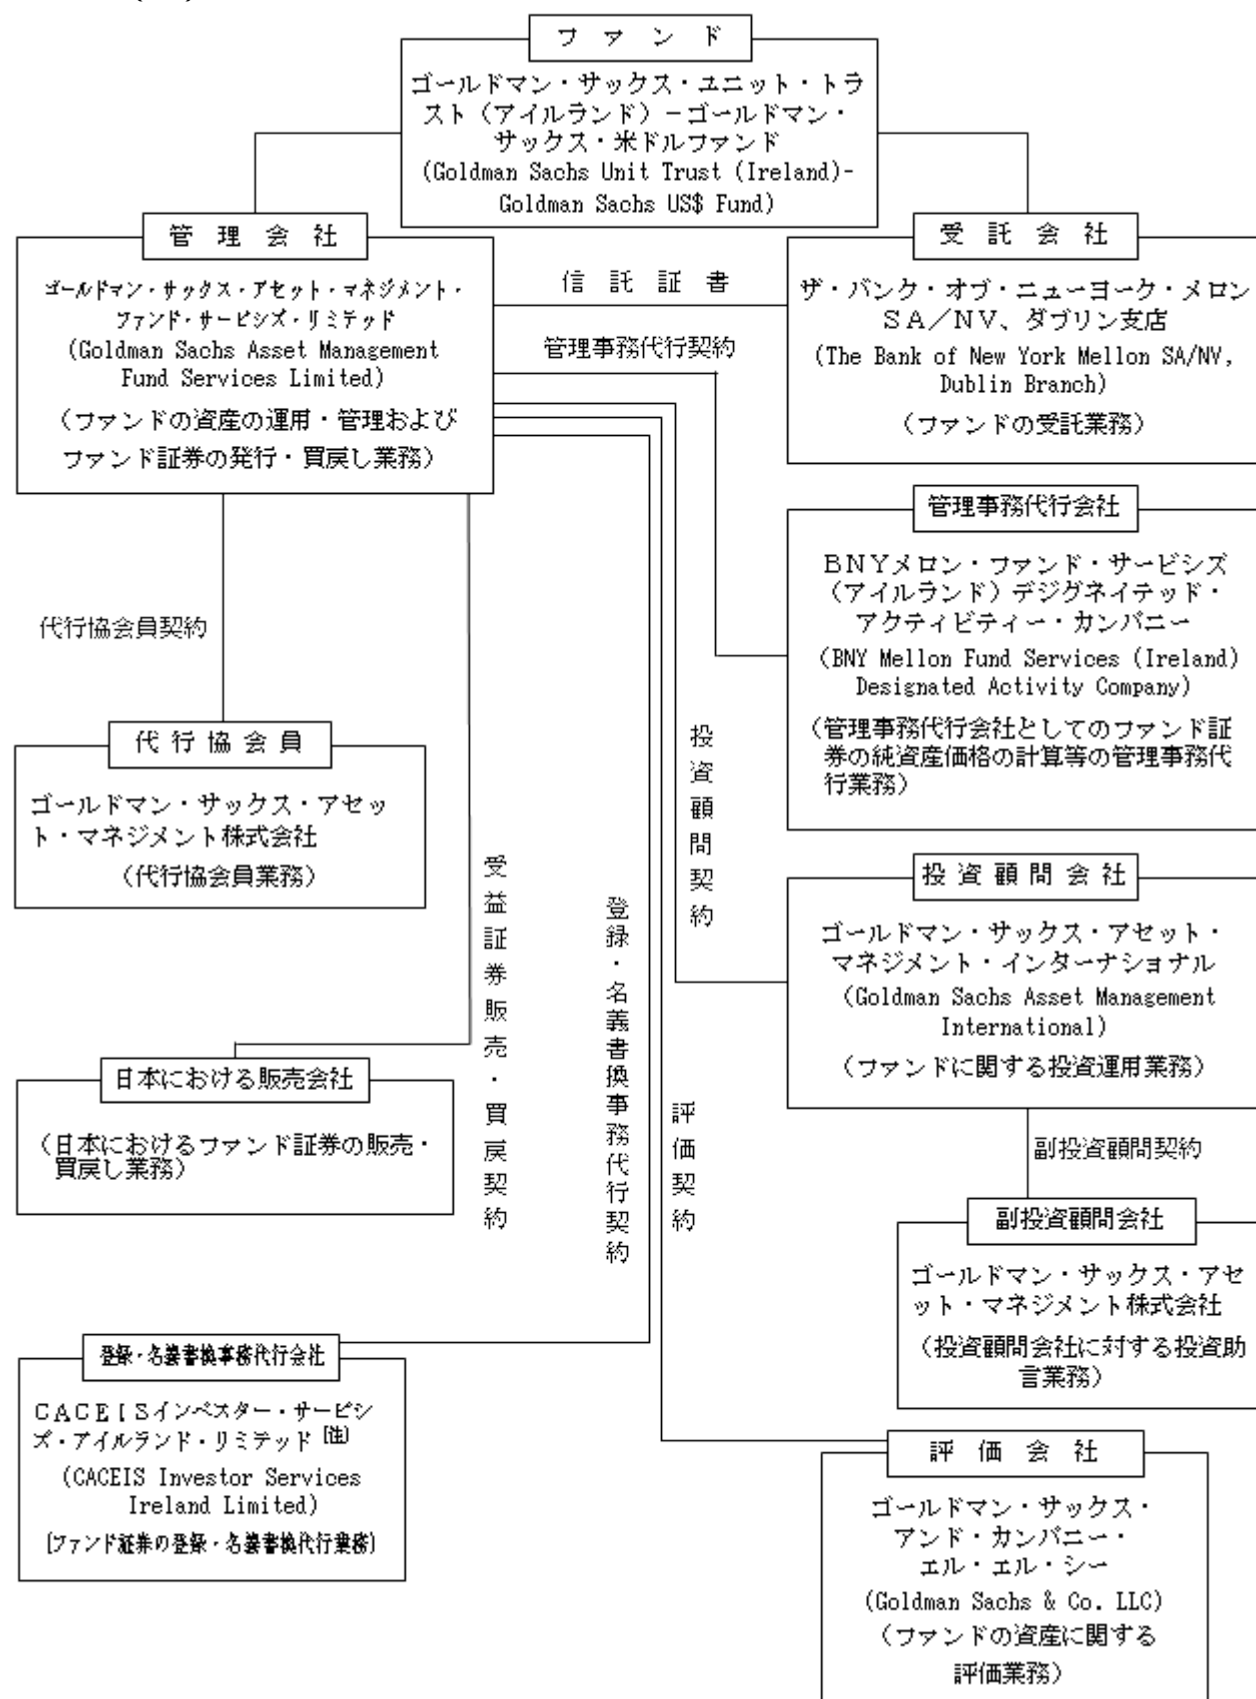 ファンド
ゴールドマン・サックス・ユニット・トラ
スト（アイルランド）－ゴールドマン・
サックス・米ドルファンド
(Goldman Sachs Unit Trust (Ireland)-
Goldman Sachs US$ Fund)
管理会社
ゴールドマン・サックス・アセット・マネジメント・
ファンド・サービシズ・リミテッド
(Goldman Sachs Asset Management
Fund Services Limited)
（ファンドの資産の運用・管理および
ファンド証券の発行・買戻し業務）
信託証書
管理事務代行契約
受託会社
ザ・バンク・オブ・ニューヨーク・メロン
ＳＡ／ＮＶ、ダブリン支店
(The Bank of New York Mellon SA/NV,
Dublin Branch)
（ファンドの受託業務）
管理事務代行会社
ＢＮＹメロン・ファンド・サービシズ
（アイルランド）デジグネイテッド・
アクティビティー・カンパニー
(BNY Mellon Fund Services (Ireland)
Designated Activity Company)
（管理事務代行会社としてのファンド証
券の純資産価格の計算等の管理事務代
行業務）
代行協会員契約
代行協会員
ゴールドマン・サックス・アセッ
ト・マネジメント株式会社
（代行協会員業務）
受益証券販売・買戻契約
登録・名義書換事務代行契約
投資顧問契約
評価契約
投資顧問会社
ゴールドマン・サックス・アセット・
マネジメント・インターナショナル
(Goldman Sachs Asset Management
International)
（ファンドに関する投資運用業務）
日本における販売会社
（日本におけるファンド証券の販売・
買戻し業務）
副投資顧問契約
副投資顧問会社
ゴールドマン・サックス・アセ
ット・マネジメント株式会社
（投資顧問会社に対する投資助
言業務）
登録・名義書換事務代行会社
ＣＡＣＥＩＳインベスター・サービシ
ズ・アイルランド・リミテッド［注］
(CACEIS Investor Services
Ireland Limited)
［ファンド証券の登録・名義書換代行業務］
評価会社
ゴールドマン・サックス・
アンド・カンパニー・
エル・エル・シー
(Goldman Sachs & Co. LLC)
（ファンドの資産に関する
評価業務）